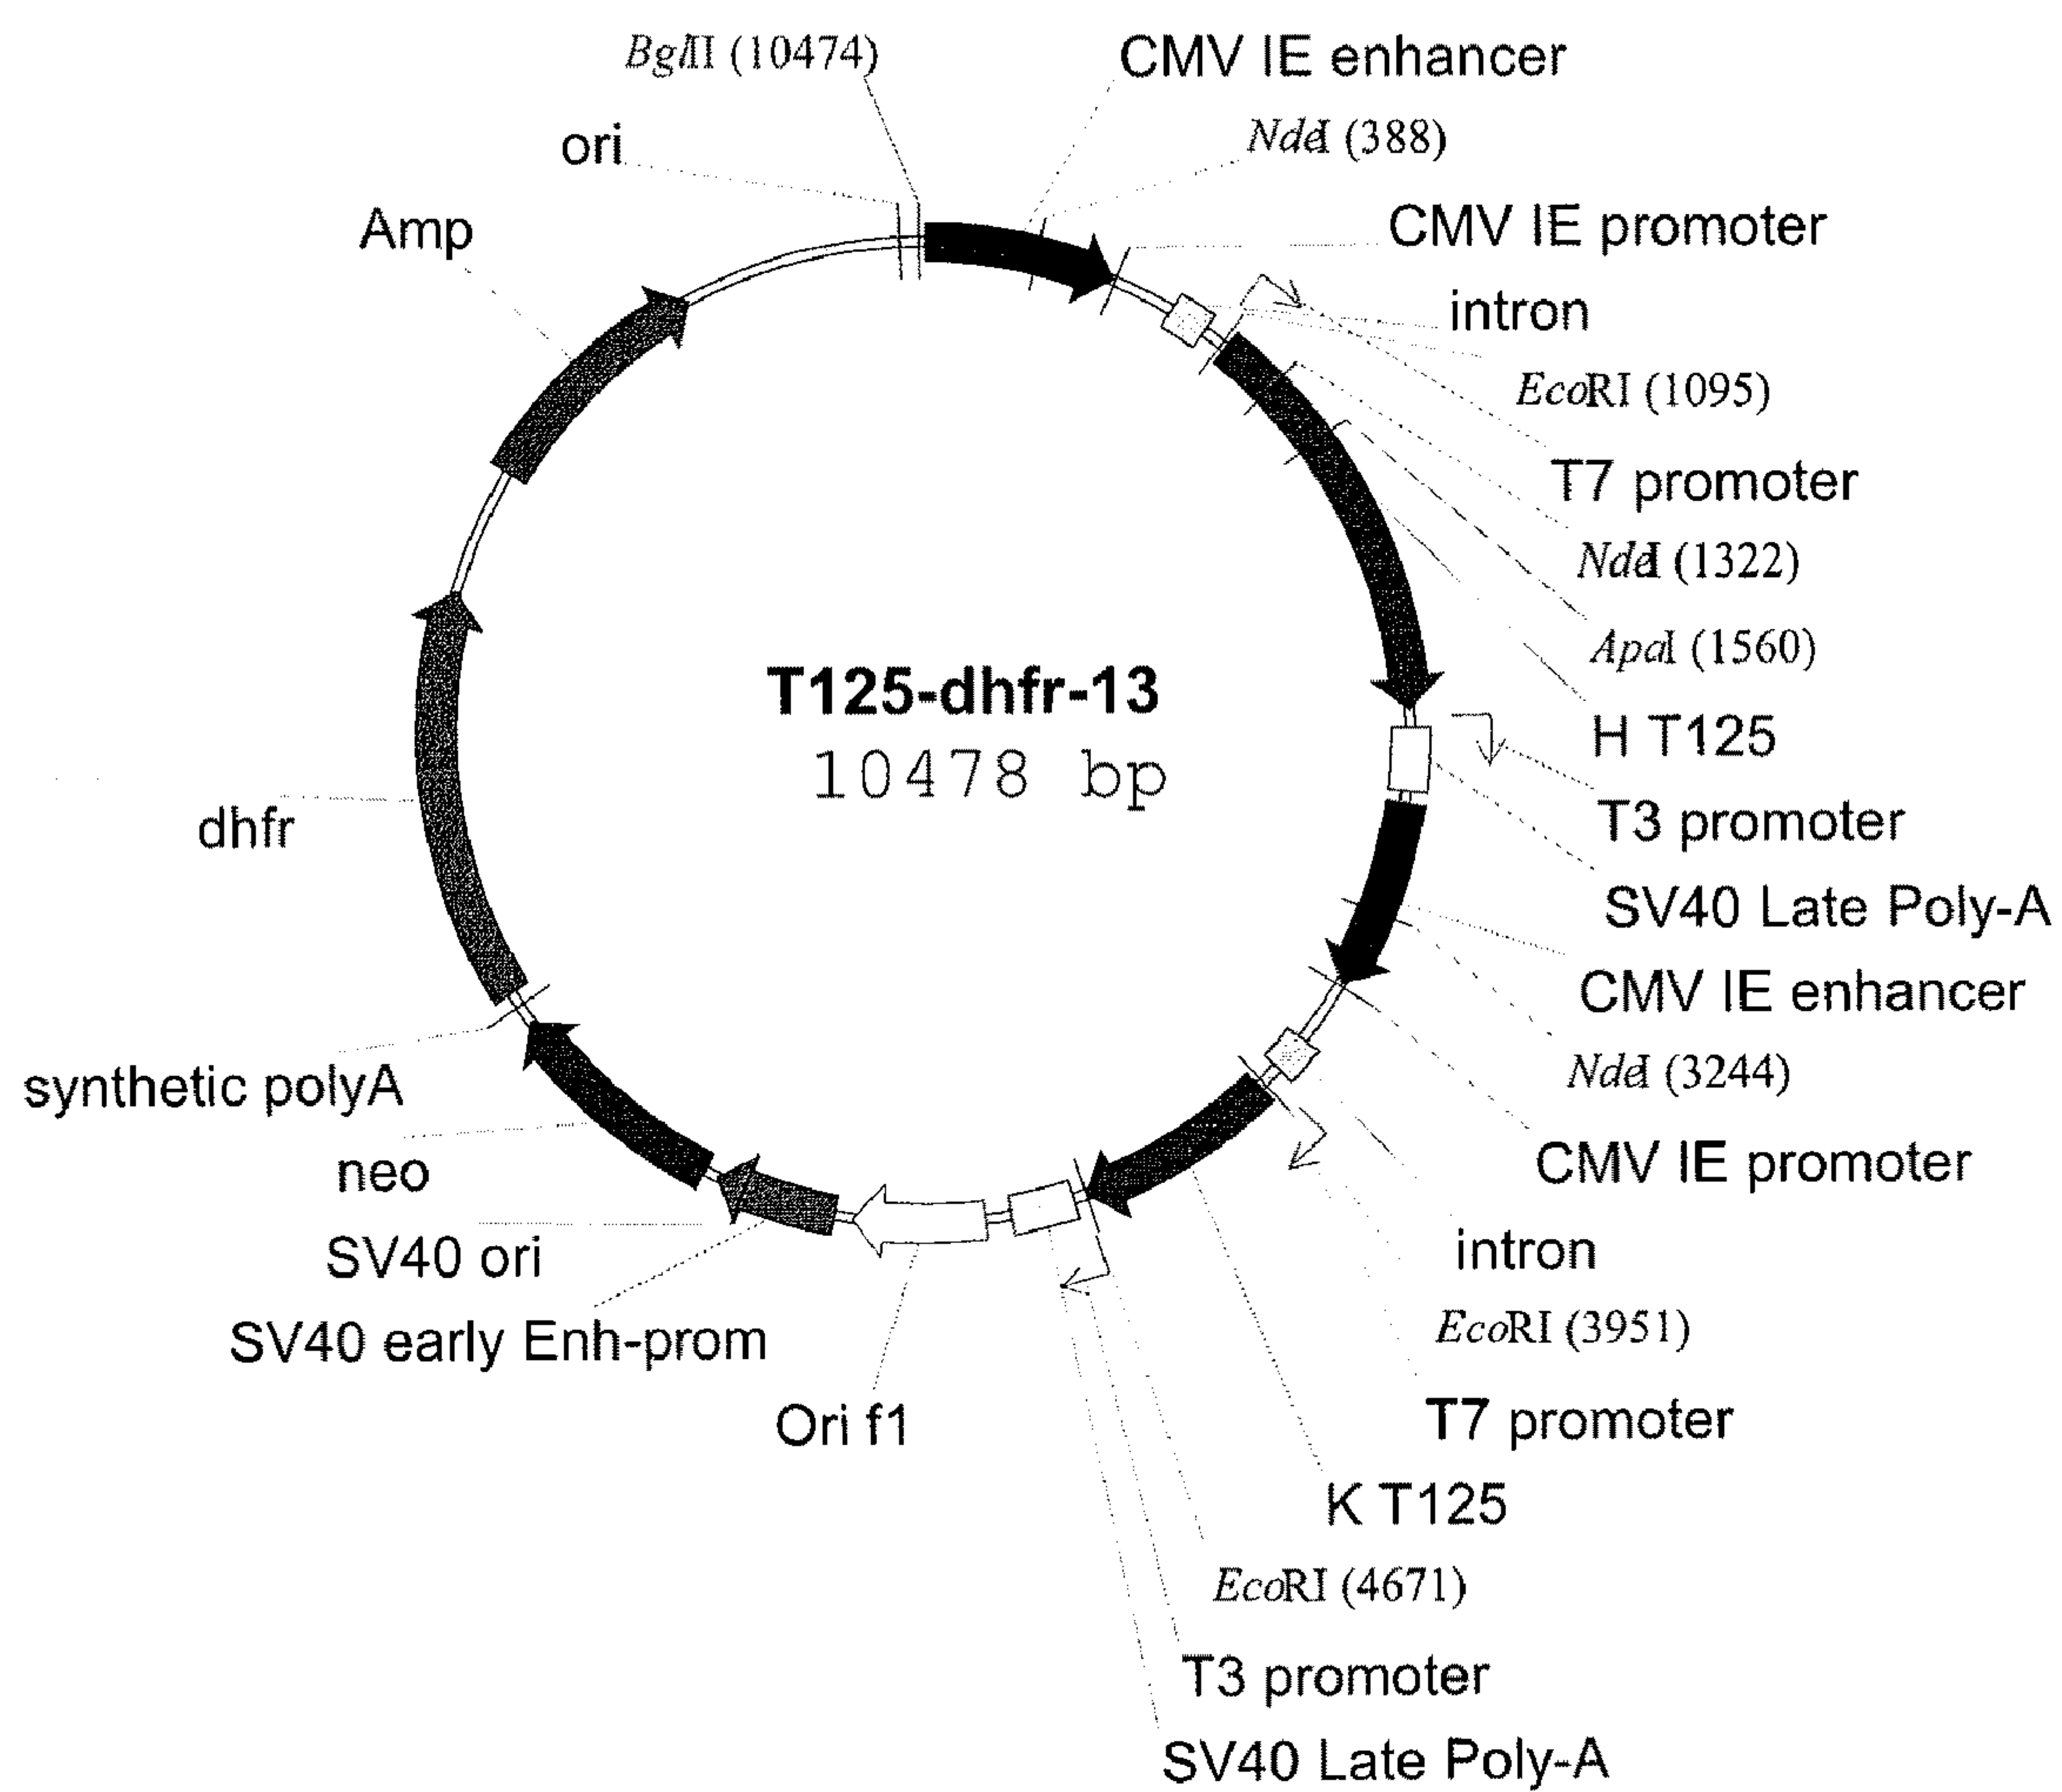 BglII (10474)
CMV IE enhancer
NdeI (388)
ori
Amp
CMV IE promoter
intron
EcoRI (1095)
T7 promoter
NdeI (1322)
ApaI (1560)
H T125
T125-dhfr-13
10478 bp
T3 promoter
SV40 Late Poly-A
dhfr
CMV IE enhancer
NdeI (3244)
synthetic polyA
CMV IE promoter
neo
SV40 ori
intron
SV40 early Enh-prom
EcoRI (3951)
Ori f1
T7 promoter
K T125
EcoRI (4671)
T3 promoter
SV40 Late Poly-A